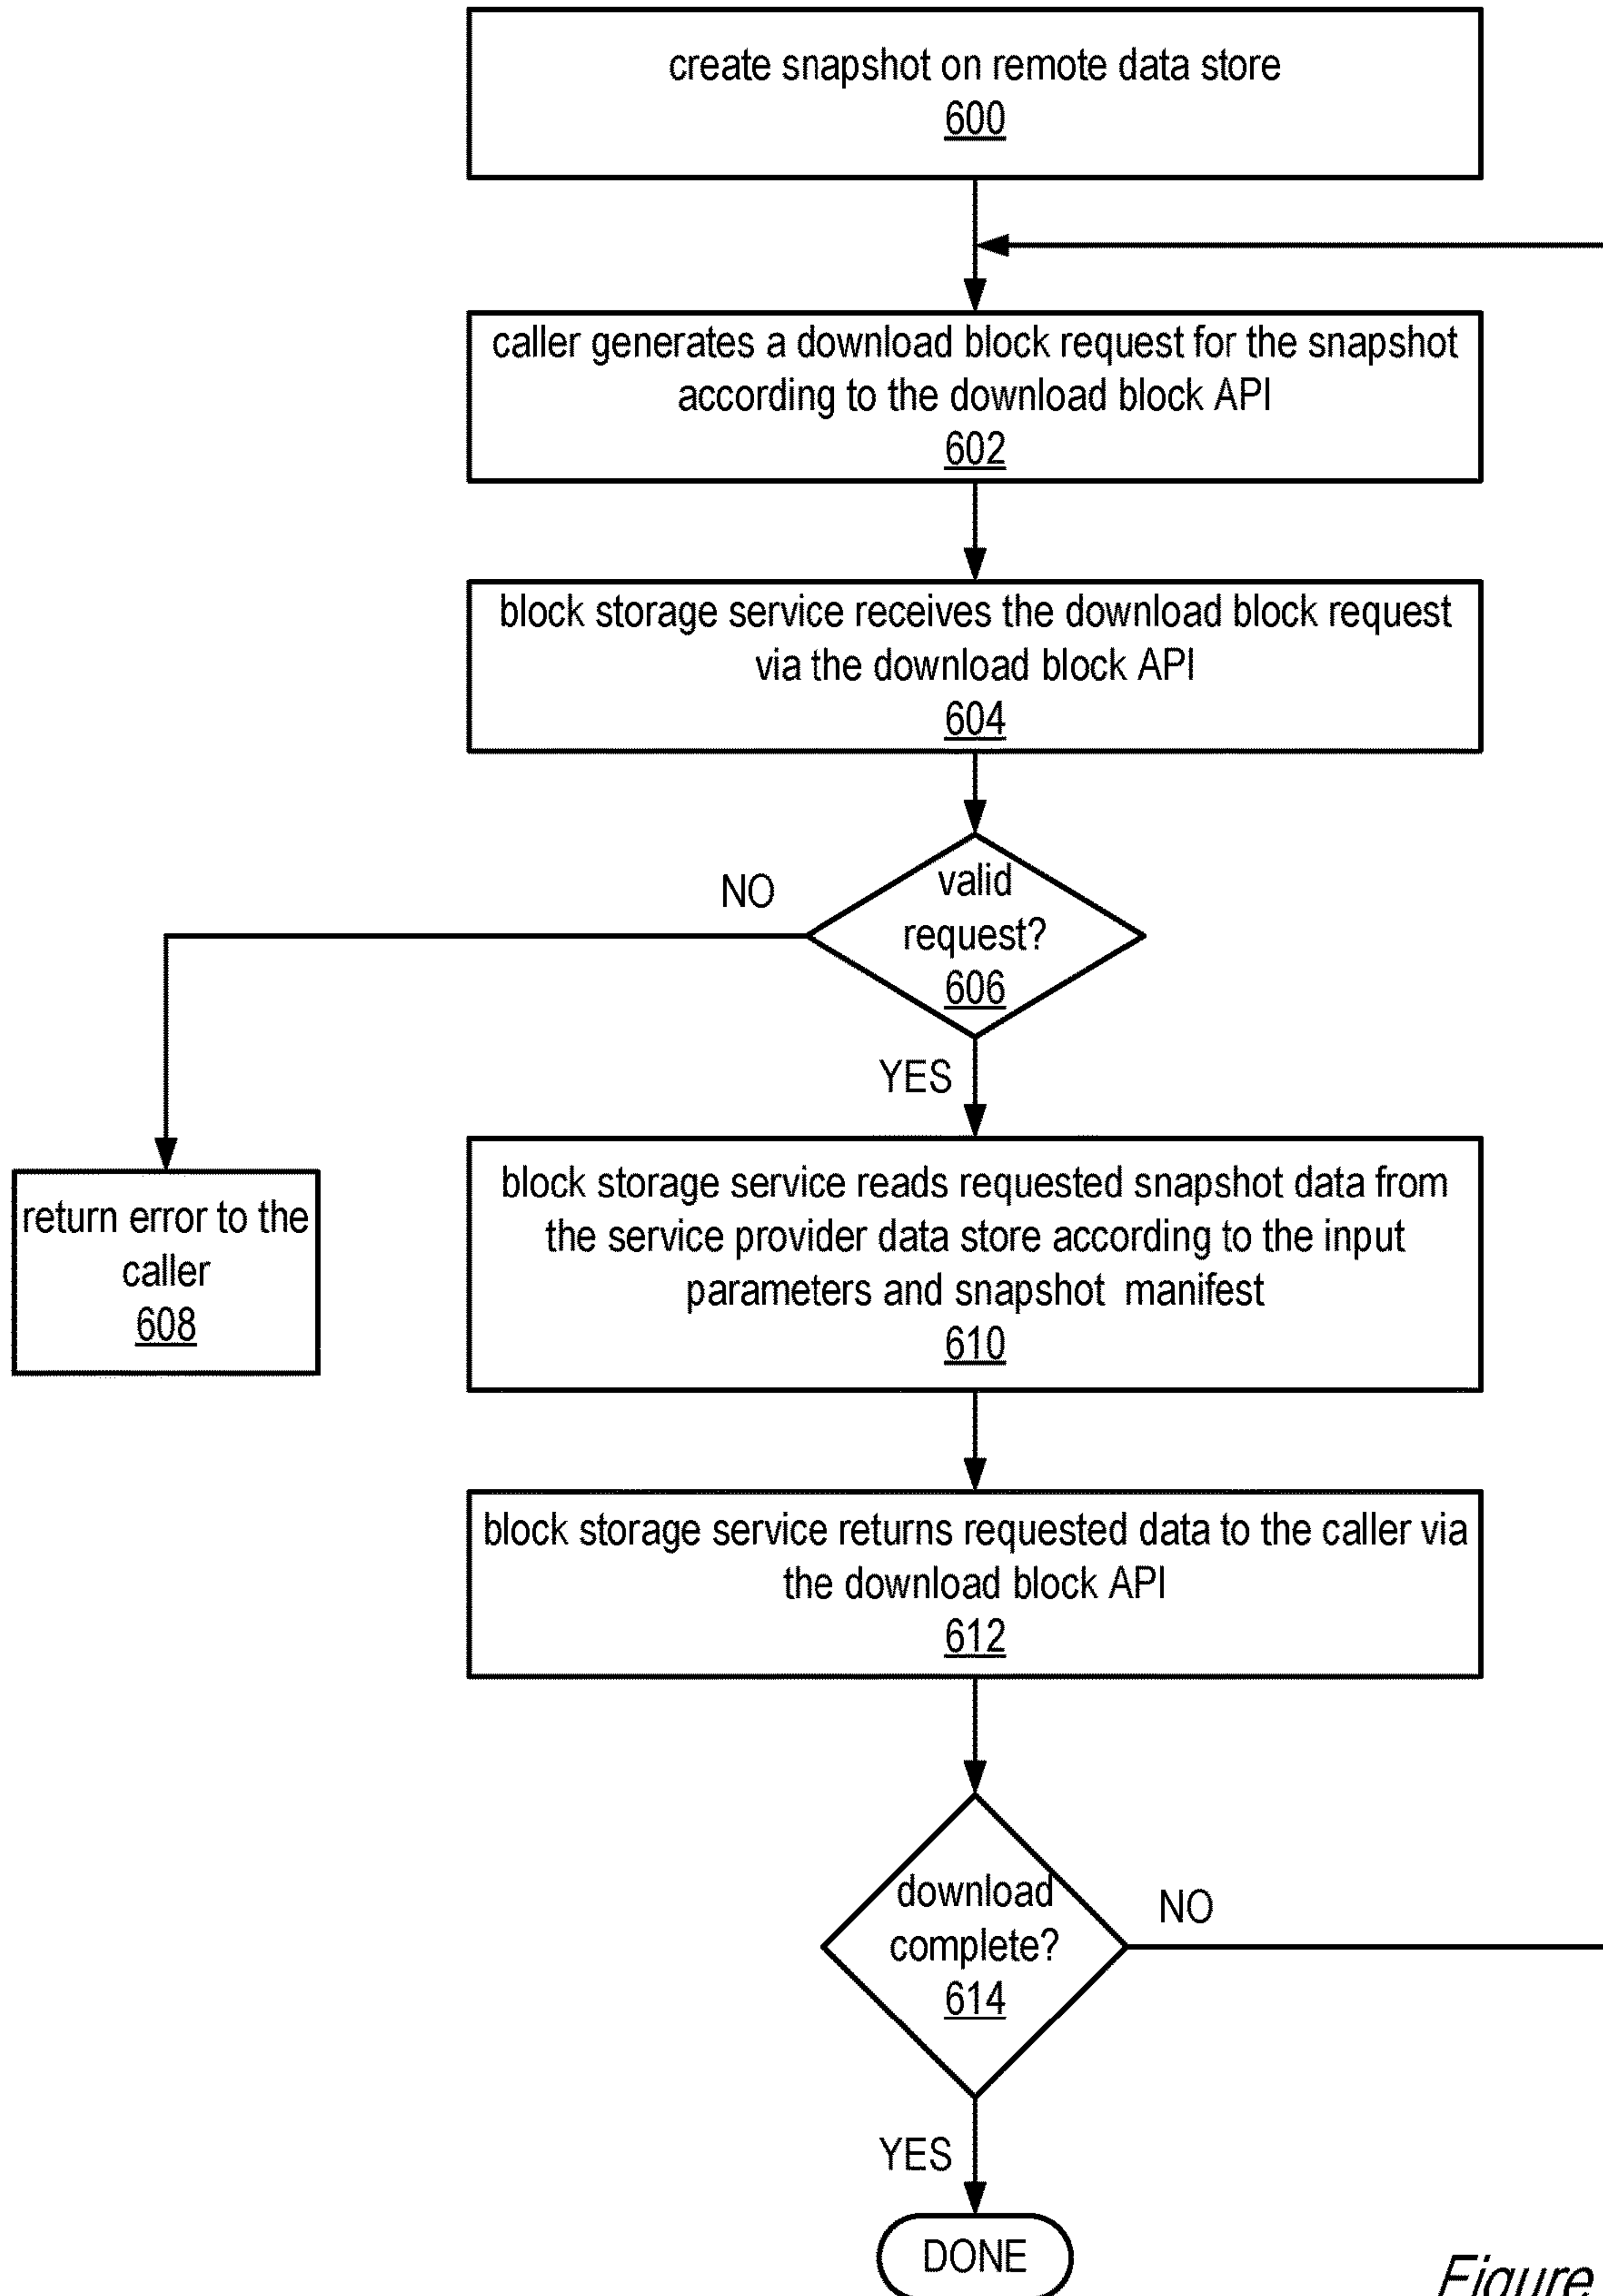 create snapshot on remote data store
600
caller generates a download block request for the snapshot
according to the download block API
602
block storage service receives the download block request
via the download block API
604
valid
request?
606
NO
YES
return error to the
caller
608
block storage service reads requested snapshot data from
the service provider data store according to the input
parameters and snapshot manifest
610
block storage service returns requested data to the caller via
the download block API
612
download
complete?
614
NO
YES
DONE
Figure